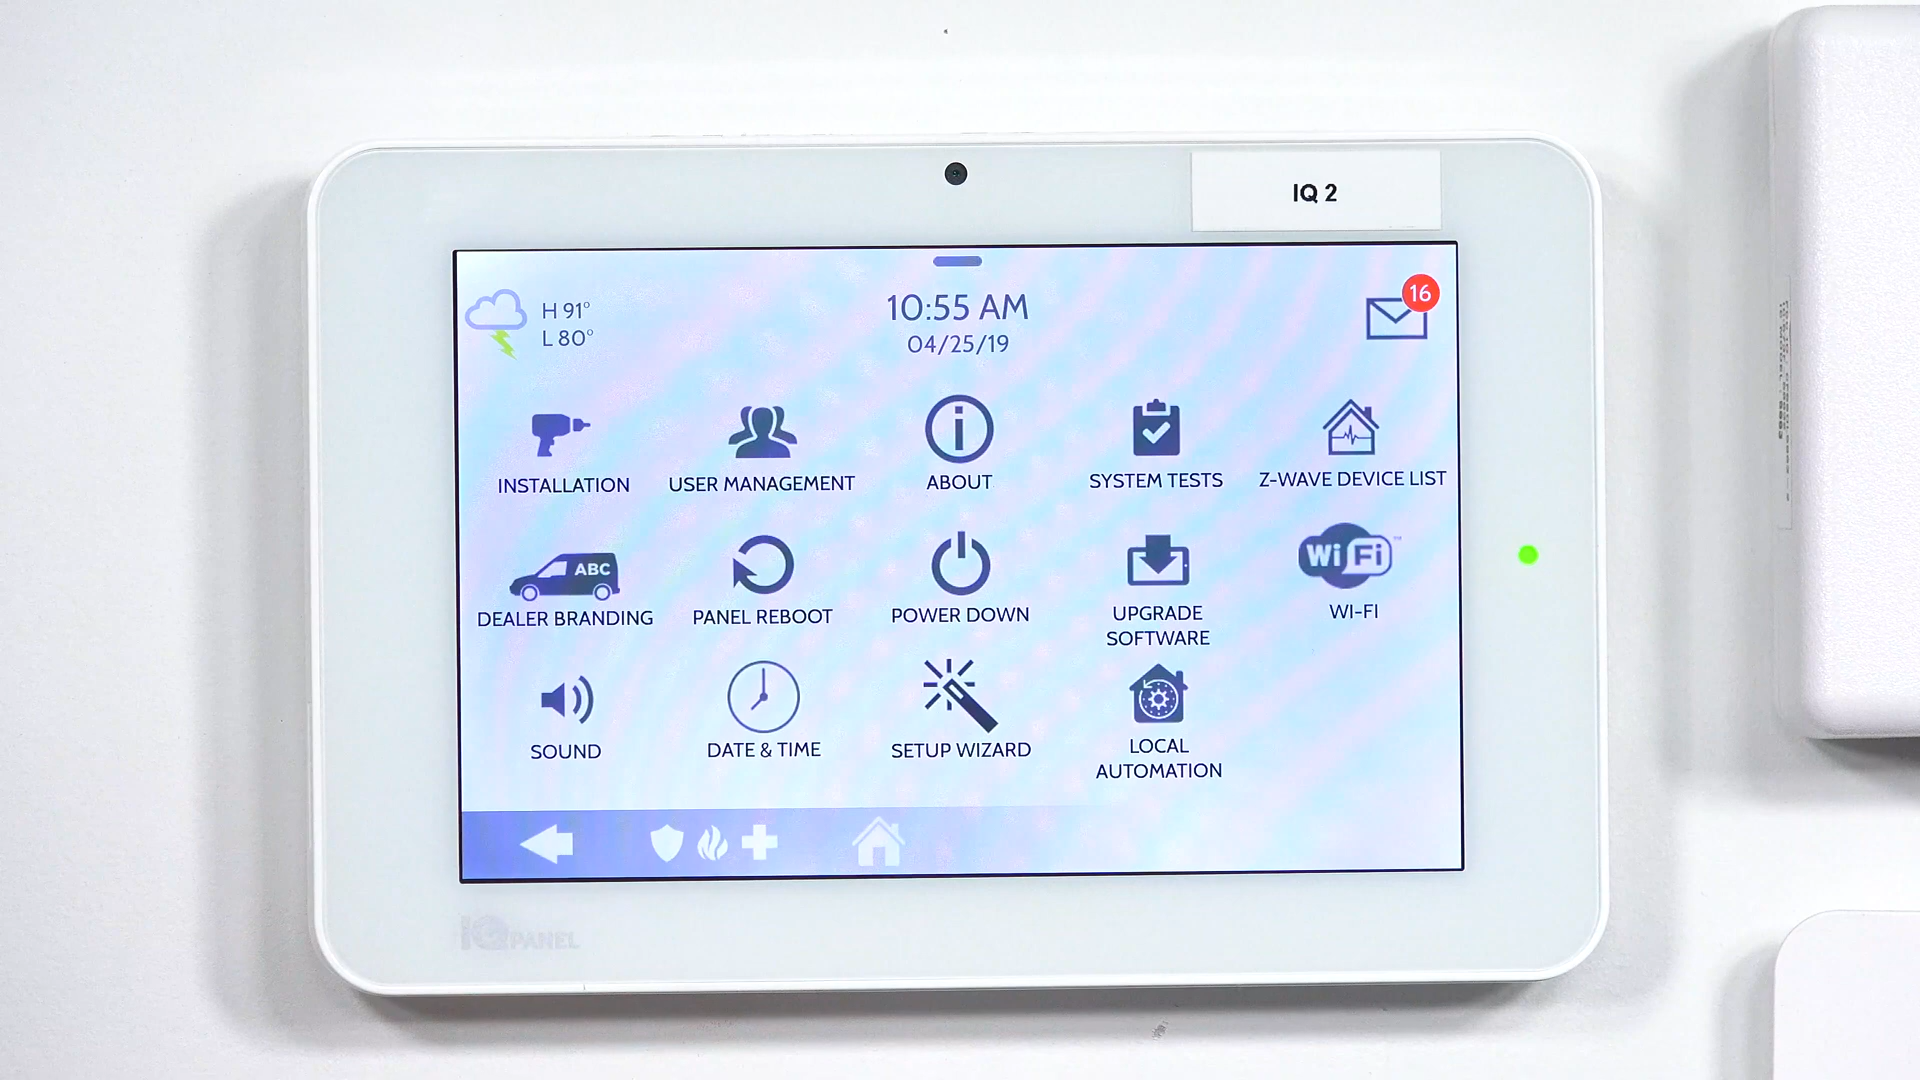 IQ 2
H 91°
L 80°
10:55 AM
04/25/19
16
INSTALLATION
USER MANAGEMENT
ABOUT
SYSTEM TESTS
Z-WAVE DEVICE LIST
ABC
Wi Fi™
DEALER BRANDING
PANEL REBOOT
POWER DOWN
UPGRADE
SOFTWARE
WI-FI
SOUND
DATE & TIME
SETUP WIZARD
LOCAL
AUTOMATION
IQ PANEL